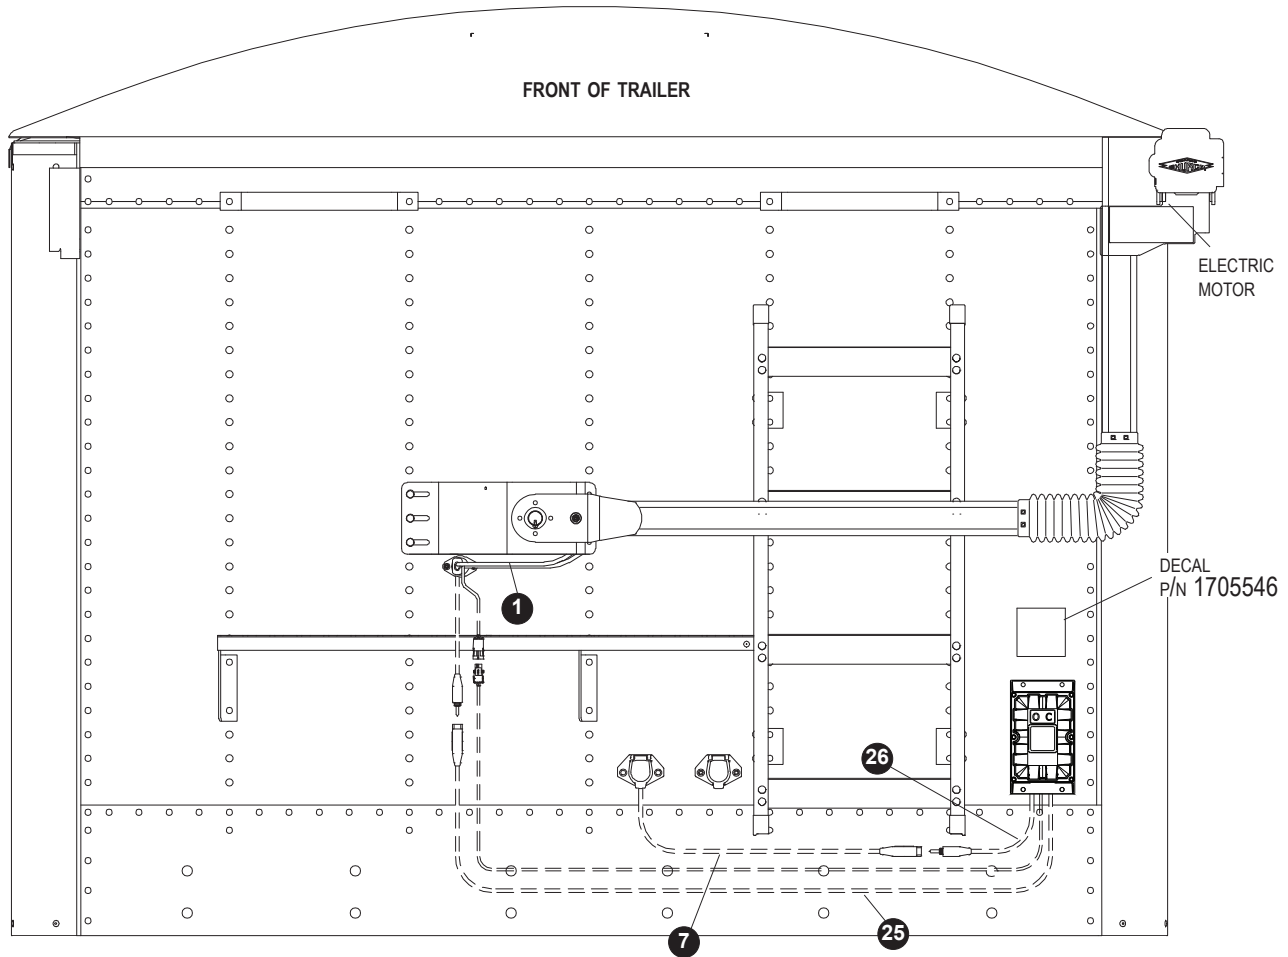 FRONT OF TRAILER
ELECTRIC
MOTOR
DECAL
P/N 1705546
1
O C
26
7
25